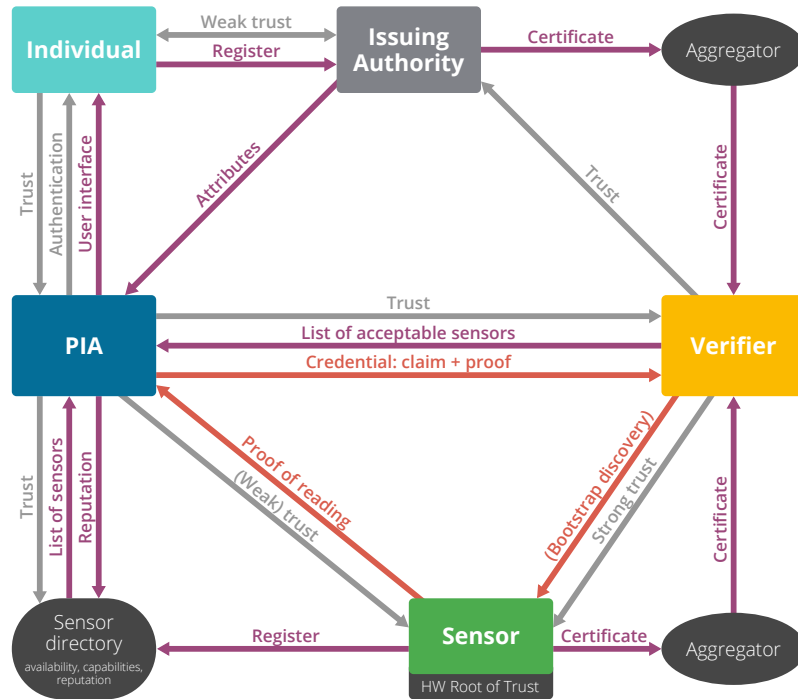 Weak trust
Individual
Register
Issuing
Authority
Certificate
Aggregator
Trust
Authentication
User interface
Attributes
Trust
Certificate
PIA
Trust
List of acceptable sensors
Credential: claim + proof
Verifier
Trust
List of sensors
Reputation
Proof of reading
(Weak) trust
(Bootstrap discovery)
Strong trust
Certificate
Sensor
directory
availability, capabilities,
reputation
Register
Sensor
HW Root of Trust
Certificate
Aggregator